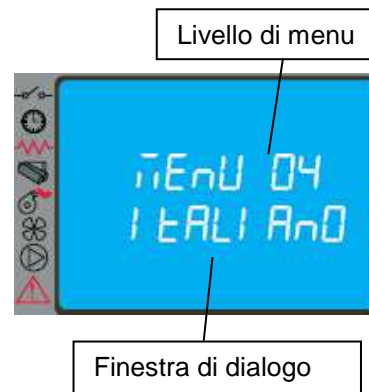 Livello di menu
MEnU 04
ITALIAnO
Finestra di dialogo